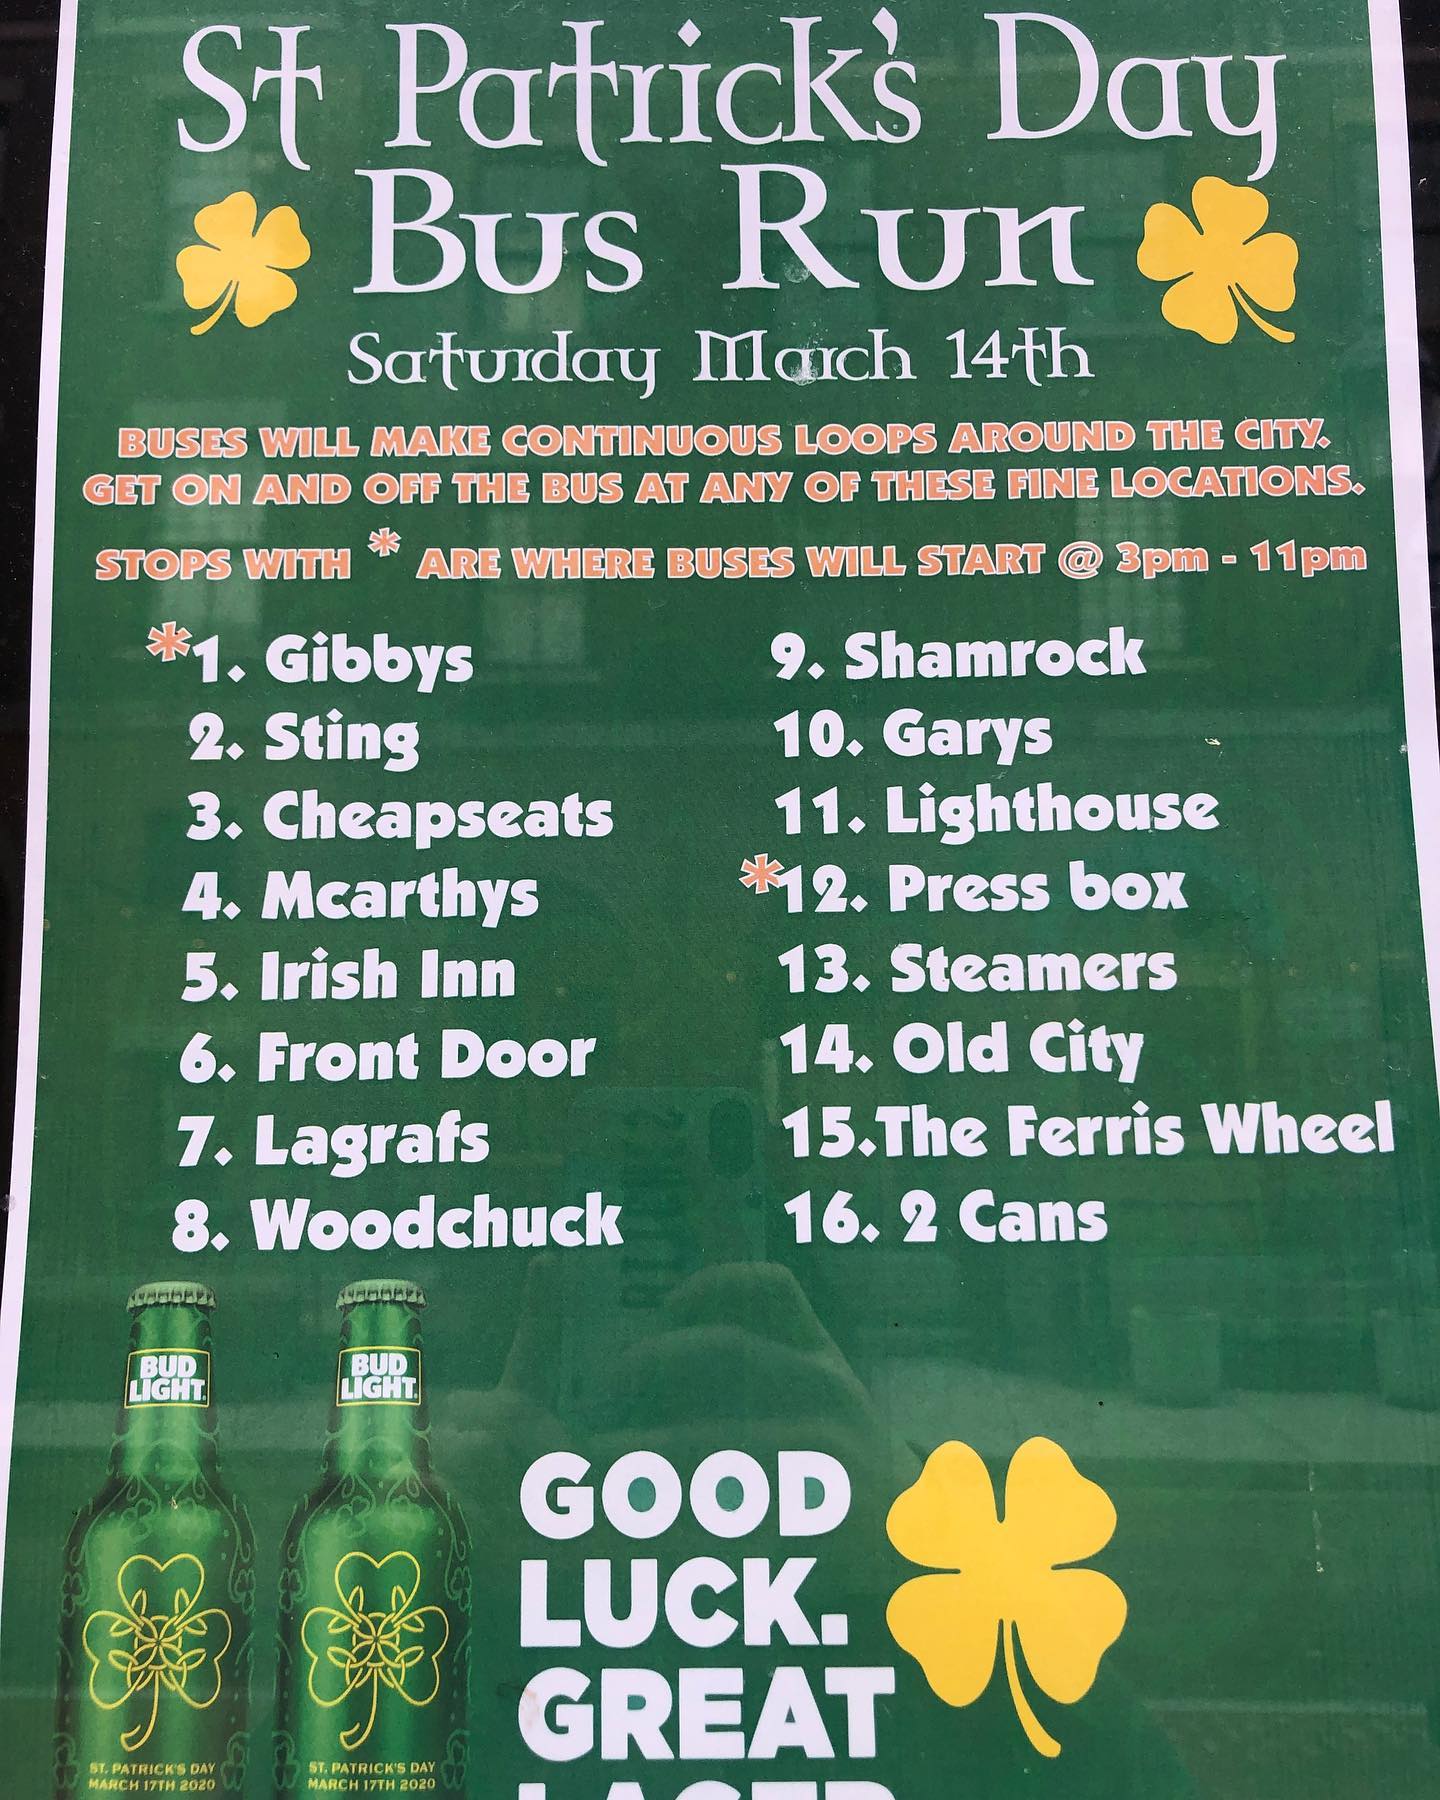 St Patrick's Day
Bus Run
Saturday March 14th
BUSES WILL MAKE CONTINUOUS LOOPS AROUND THE CITY.
GET ON AND OFF THE BUS AT ANY OF THESE FINE LOCATIONS.
STOPS WITH * ARE WHERE BUSES WILL START @ 3pm - 11pm
*1. Gibbys
2. Sting
3. Cheapseats
4. Mcarthys
5. Irish Inn
6. Front Door
7. Lagrafs
8. Woodchuck
9. Shamrock
10. Garys
11. Lighthouse
*12. Press box
13. Steamers
14. Old City
15.The Ferris Wheel
16. 2 Cans
BUD
LIGHT.
ST. PATRICK'S DAY
MARCH 17TH 2020
BUD
LIGHT.
ST. PATRICK'S DAY
MARCH 17TH 2020
GOOD
LUCK.
GREAT
LAGER